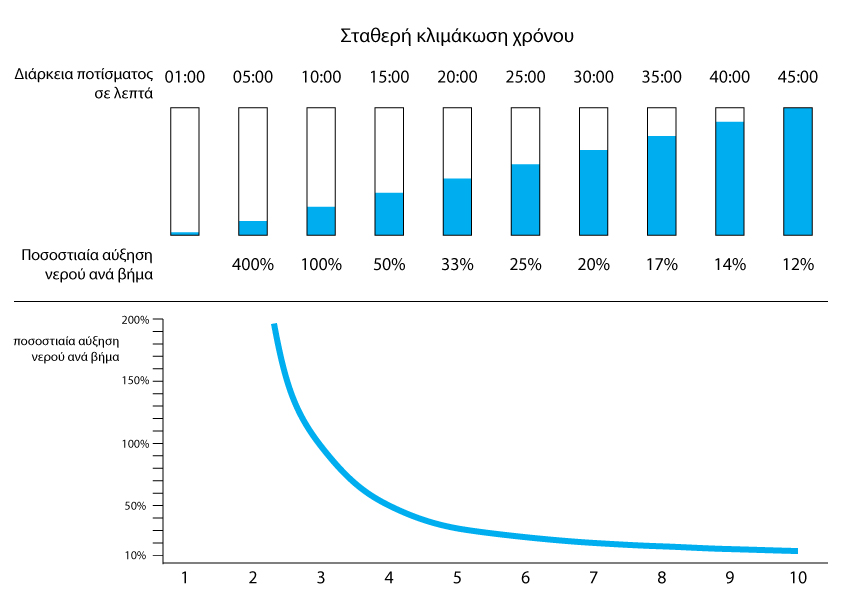 Σταθερή κλιμάκωση χρόνου
Διάρκεια ποτίσματος
σε λεπτά
01:00 05:00 10:00 15:00 20:00 25:00 30:00 35:00 40:00 45:00
Ποσοστιαία αύξηση
νερού ανά βήμα
400% 100% 50% 33% 25% 20% 17% 14% 12%
ποσοστιαία αύξηση
νερού ανά βήμα
200%
150%
100%
50%
10%
1 2 3 4 5 6 7 8 9 10